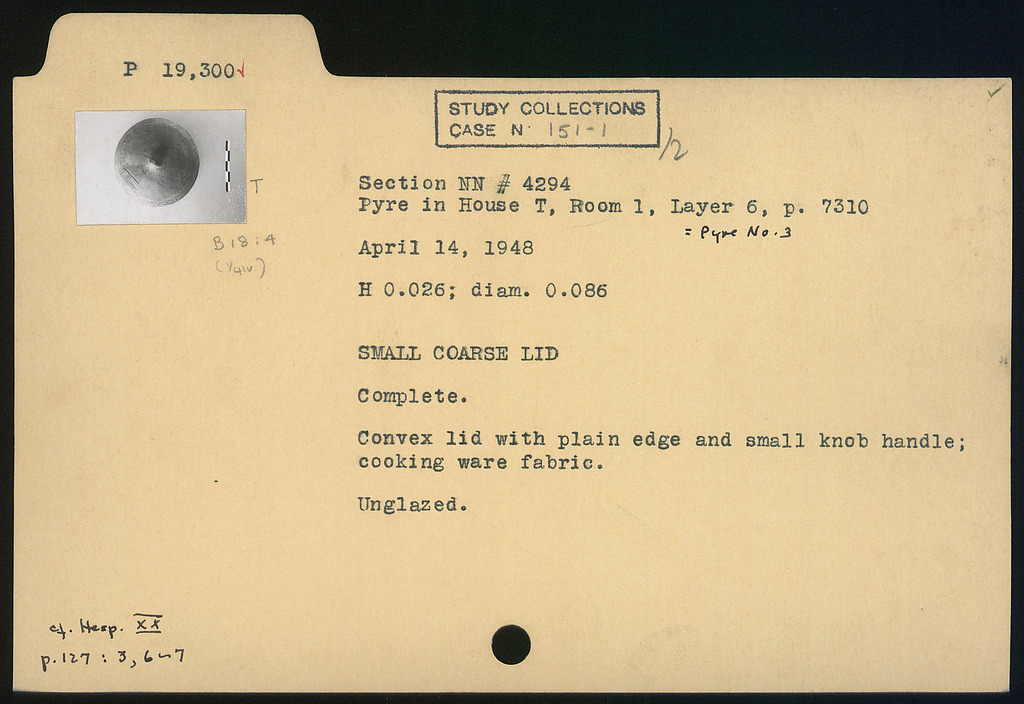 P 19,300✓
STUDY COLLECTIONS
CASE Nº 151-1/2
T
Section NN # 4294
Pyre in House T, Room 1, Layer 6, p. 7310
= Pyre No. 3
B 18:4
April 14, 1948
H 0.026; diam. 0.086
SMALL COARSE LID
Complete.
Convex lid with plain edge and small knob handle;
cooking ware fabric.
Unglazed.
cf. Hesp. XX
p. 127 : 3, 6 ~ 7